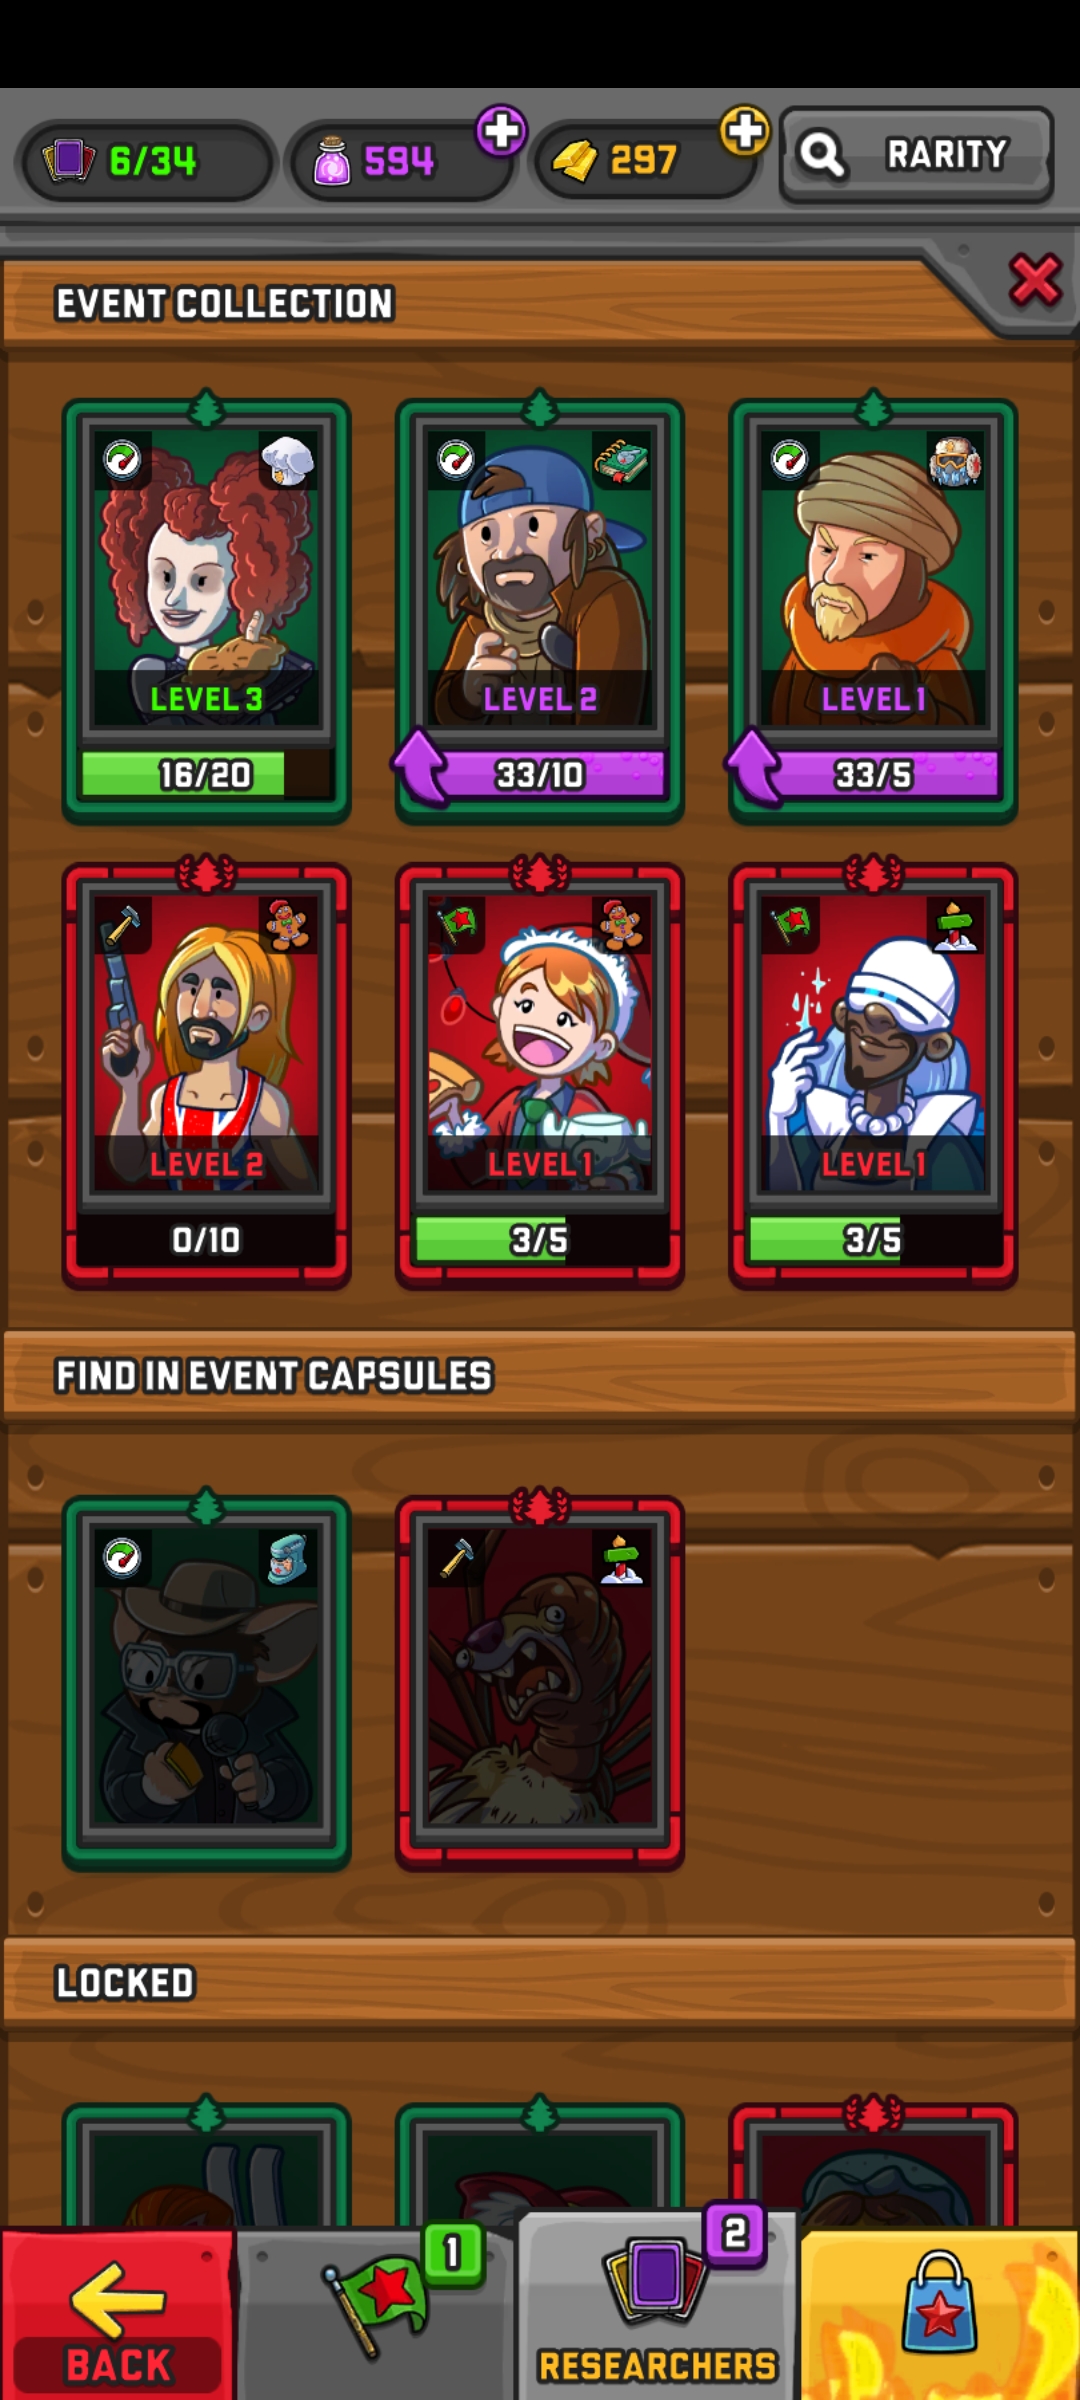 6/34
594
297
RARITY
EVENT COLLECTION
LEVEL 3
LEVEL 2
LEVEL 1
16/20
33/10
33/5
LEVEL 2
LEVEL 1
LEVEL 1
0/10
3/5
3/5
FIND IN EVENT CAPSULES
LOCKED
1
2
BACK
RESEARCHERS